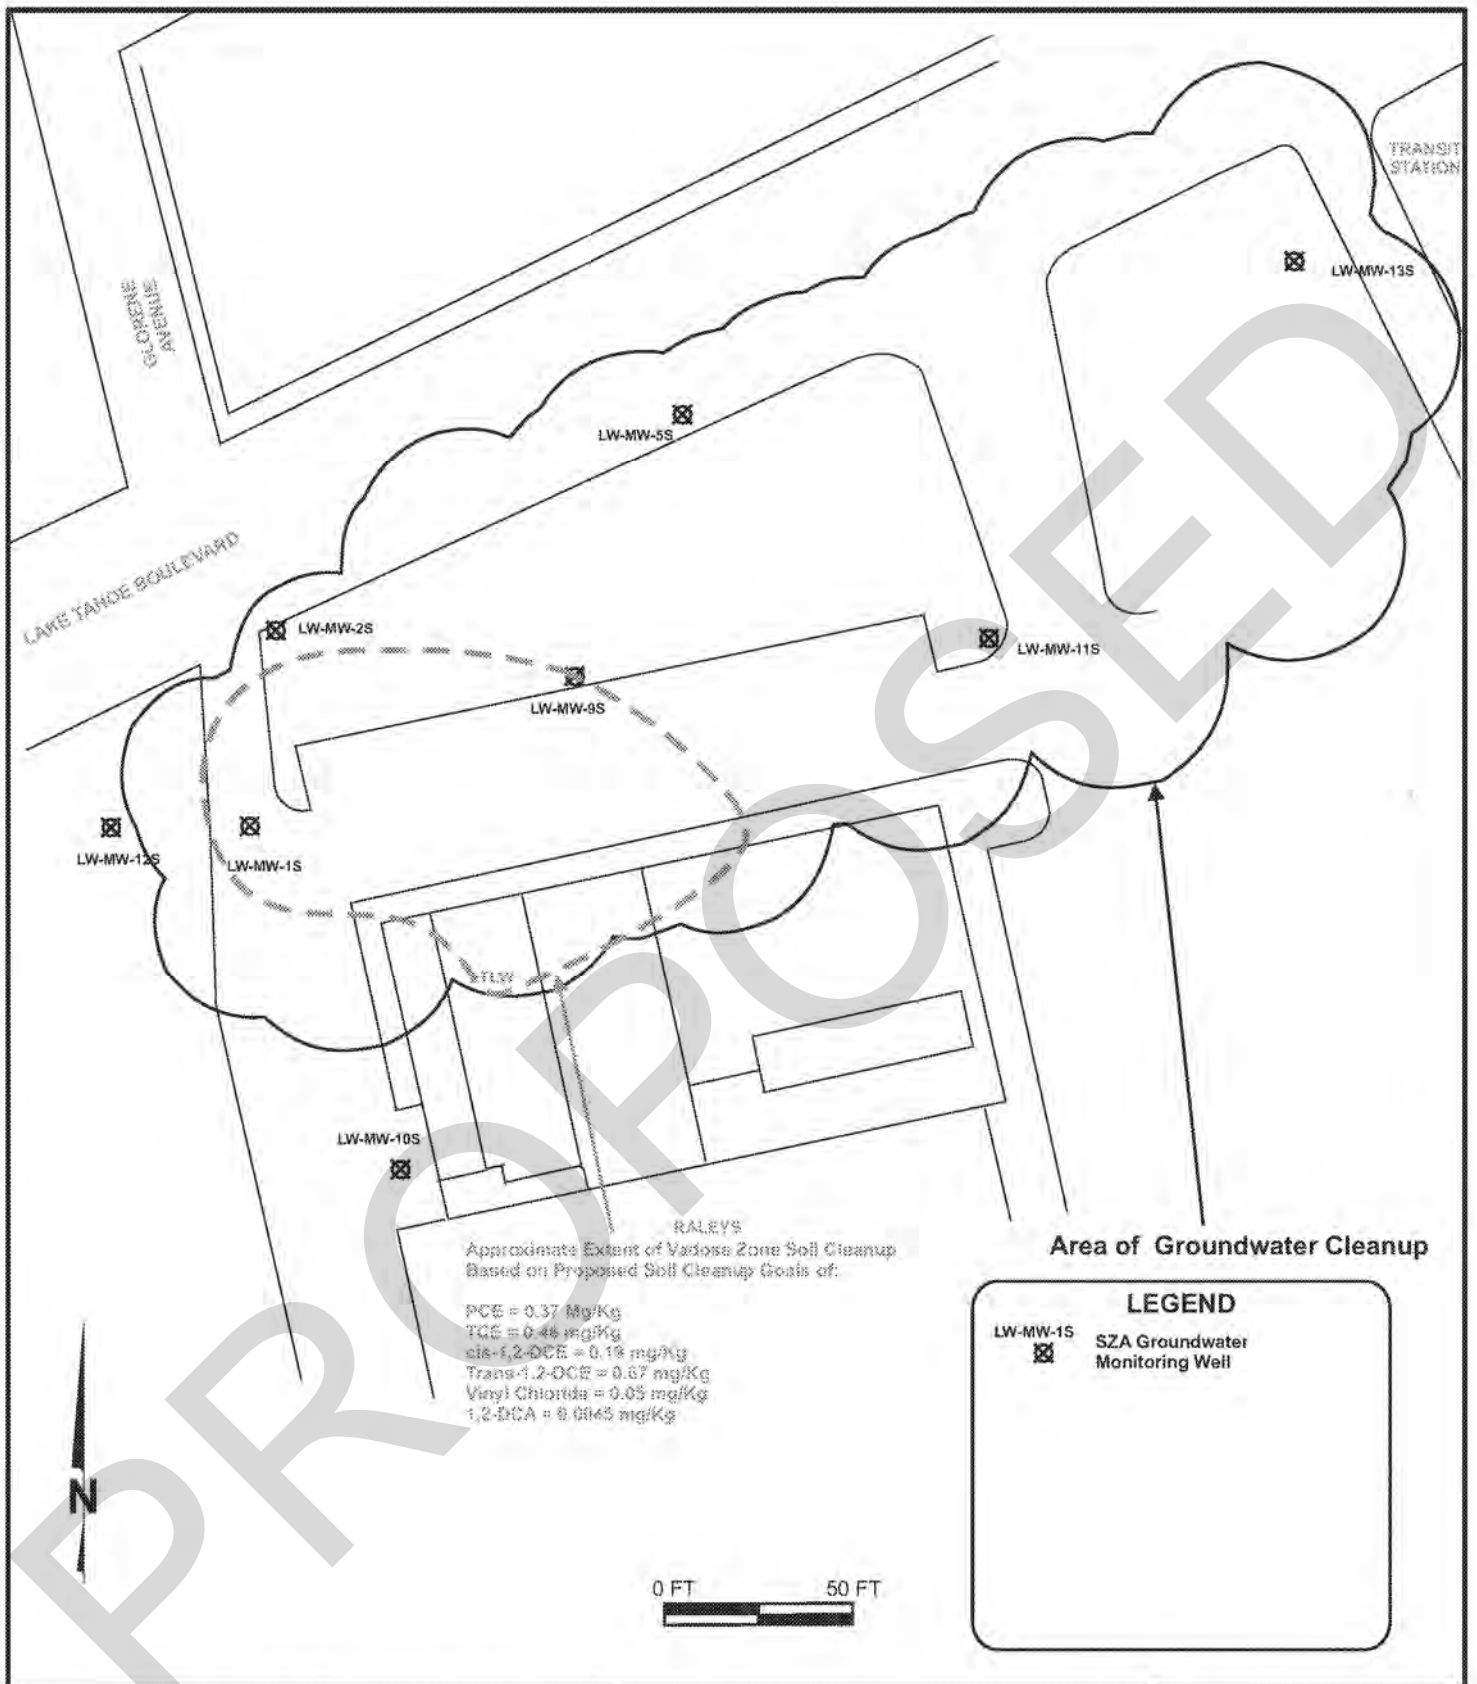 TRANSIT
STATION
LW-MW-13S
GLORENE
AVENUE
LW-MW-5S
LAKE TAHOE BOULEVARD
LW-MW-2S
LW-MW-11S
LW-MW-9S
LW-MW-12S
LW-MW-1S
TLW
LW-MW-10S
RALEYS
Approximate Extent of Vadose Zone Soil Cleanup
Based on Proposed Soil Cleanup Goals of:
PCE = 0.37 Mg/Kg
TCE = 0.46 mg/Kg
cis-1,2-DCE = 0.19 mg/Kg
Trans-1.2-DCE = 0.67 mg/Kg
Vinyl Chloride = 0.05 mg/Kg
1,2-DCA = 0.0045 mg/Kg
Area of Groundwater Cleanup
LEGEND
LW-MW-1S
SZA Groundwater
Monitoring Well
N
0 FT 50 FT
PROPOSED